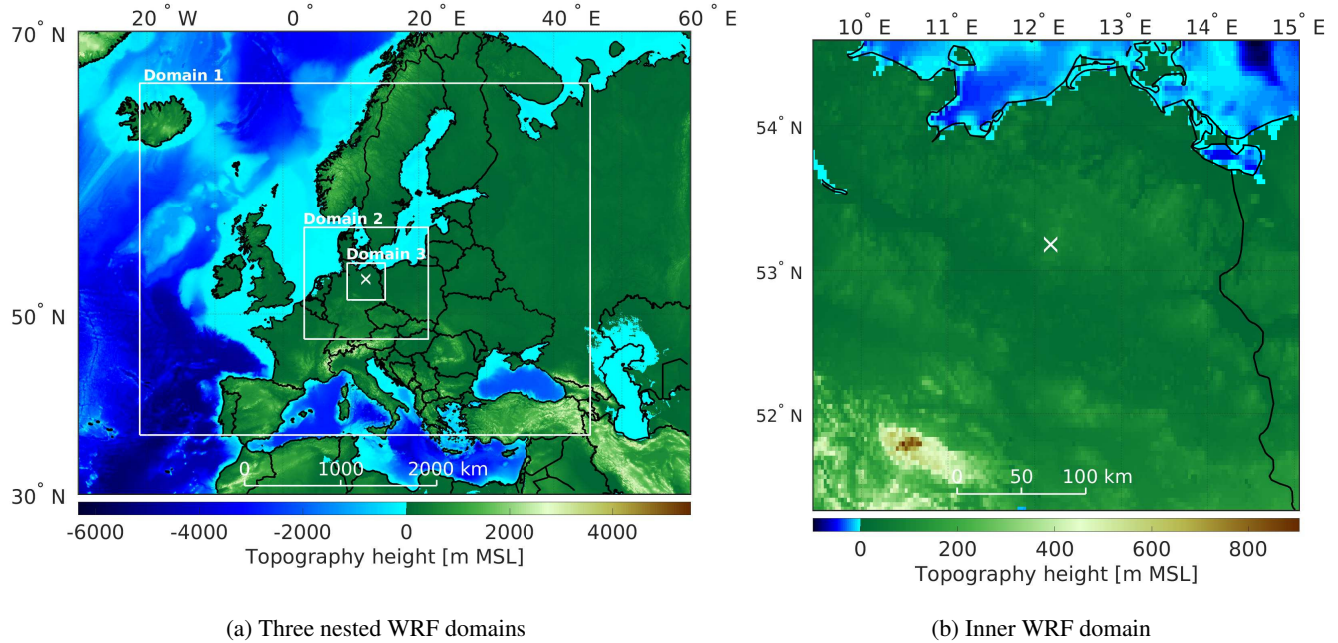 (a)
20° W 0° 20° E 40° E 60° E
70° N
50° N
30° N
Domain 1
Domain 2
Domain 3
0 1000 2000 km
-6000 -4000 -2000 0 2000 4000
Topography height [m MSL]
(a) Three nested WRF domains
(b)
10° E 11° E 12° E 13° E 14° E 15° E
54° N
53° N
52° N
0 50 100 km
0 200 400 600 800
Topography height [m MSL]
(b) Inner WRF domain